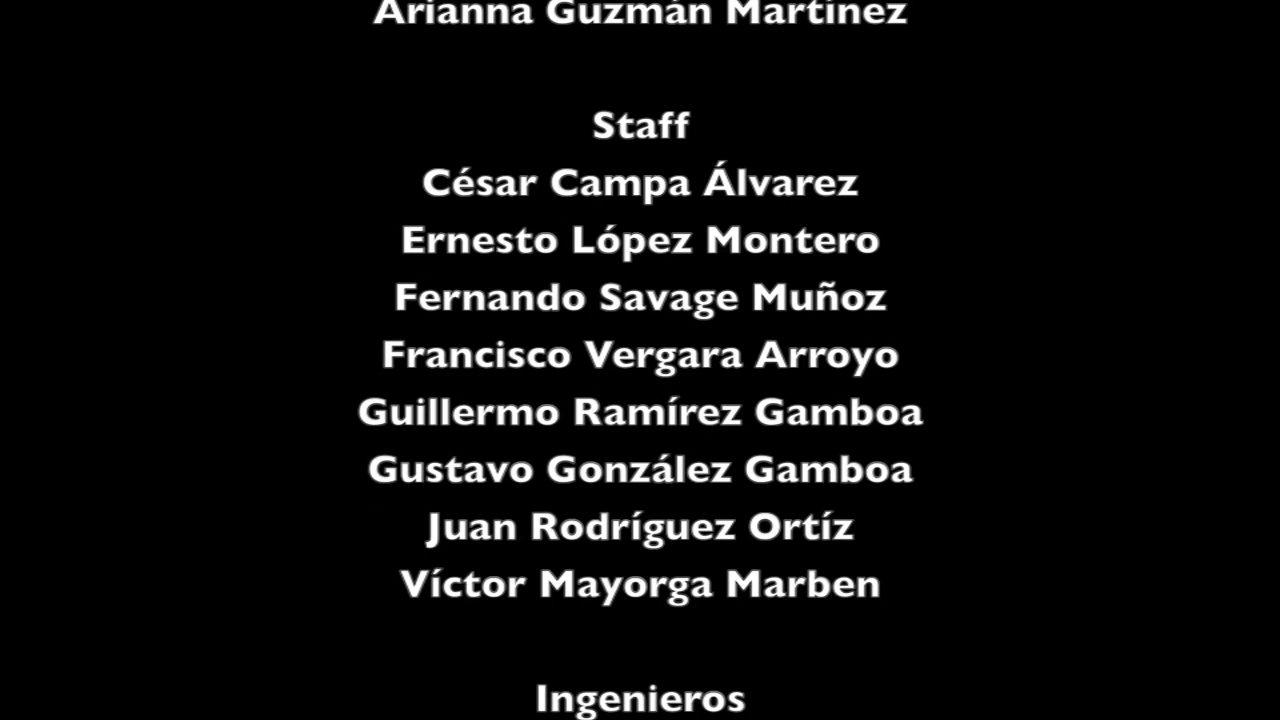 Arianna Guzmán Martínez
Staff
César Campa Álvarez
Ernesto López Montero
Fernando Savage Muñoz
Francisco Vergara Arroyo
Guillermo Ramírez Gamboa
Gustavo González Gamboa
Juan Rodríguez Ortíz
Víctor Mayorga Marben
Ingenieros